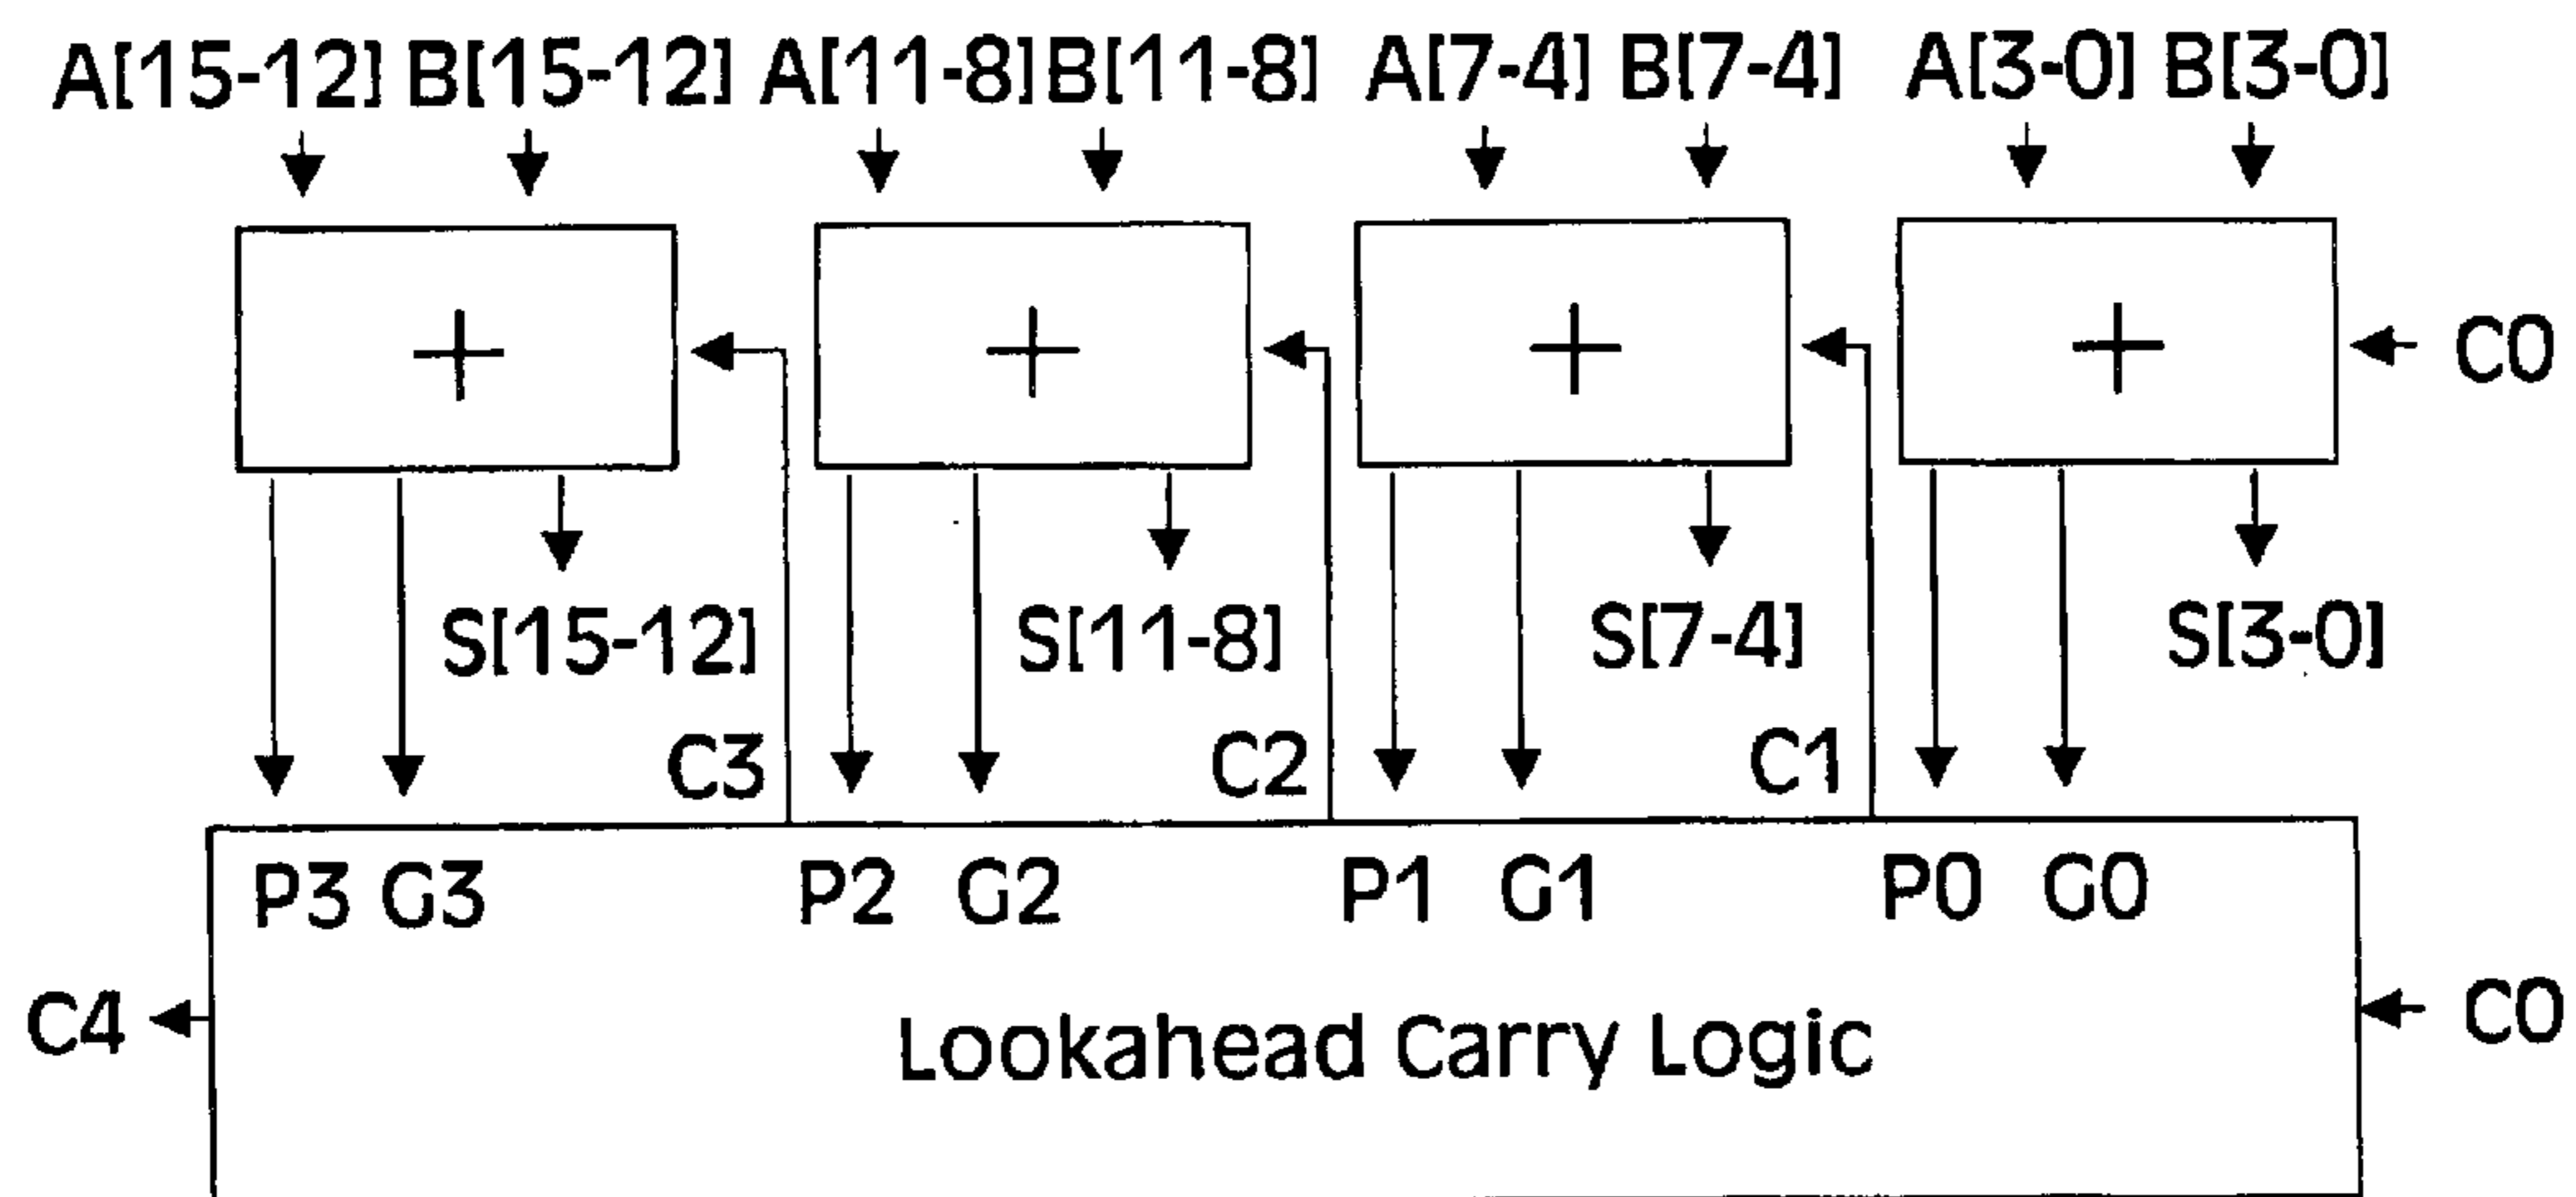 A[15-12] B[15-12] A[11-8] B[11-8] A[7-4] B[7-4] A[3-0] B[3-0]
C0
S[15-12] S[11-8] S[7-4] S[3-0]
C3 C2 C1
P3 G3 P2 G2 P1 G1 P0 G0
C4 C0
Lookahead Carry Logic